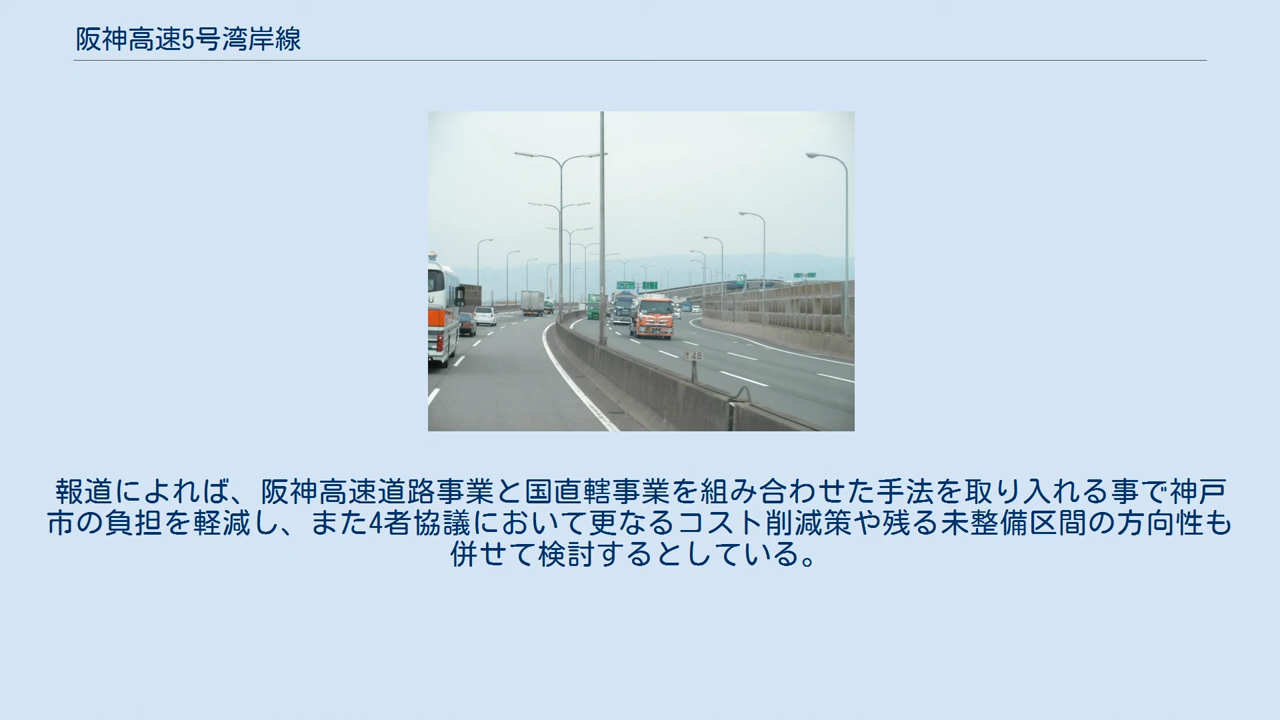 阪神高速5号湾岸線
報道によれば、阪神高速道路事業と国直轄事業を組み合わせた手法を取り入れる事で神戸
市の負担を軽減し、また4者協議において更なるコスト削減策や残る未整備区間の方向性も
併せて検討するとしている。